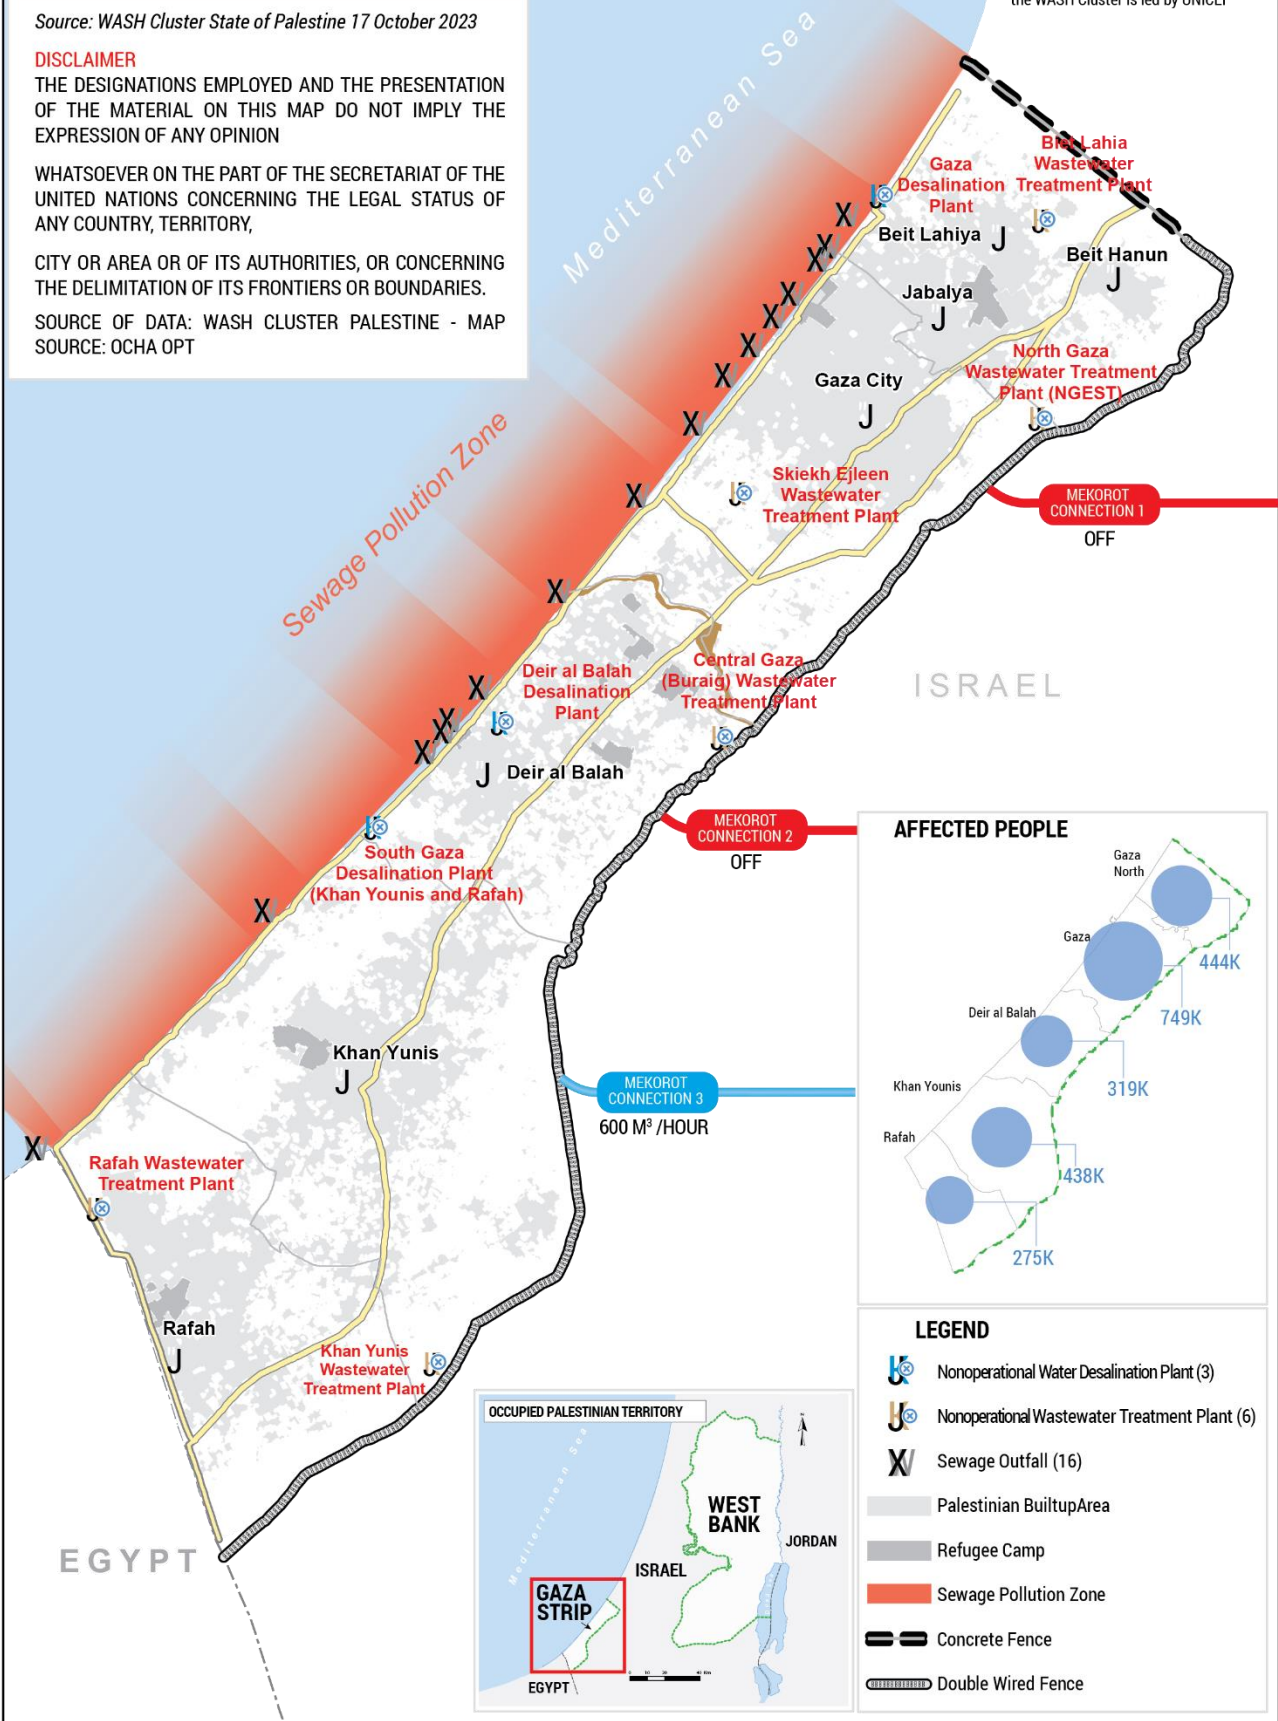 the WASH Cluster is led by UNICEF
Source: WASH Cluster State of Palestine 17 October 2023
DISCLAIMER
THE DESIGNATIONS EMPLOYED AND THE PRESENTATION
OF THE MATERIAL ON THIS MAP DO NOT IMPLY THE
EXPRESSION OF ANY OPINION
WHATSOEVER ON THE PART OF THE SECRETARIAT OF THE
UNITED NATIONS CONCERNING THE LEGAL STATUS OF
ANY COUNTRY, TERRITORY,
CITY OR AREA OR OF ITS AUTHORITIES, OR CONCERNING
THE DELIMITATION OF ITS FRONTIERS OR BOUNDARIES.
SOURCE OF DATA: WASH CLUSTER PALESTINE - MAP
SOURCE: OCHA OPT
Mediterranean Sea
Sewage Pollution Zone
Gaza
Desalination
Plant
Biet Lahia
Wastewater
Treatment Plant
Beit Lahiya
J
Beit Hanun
J
Jabalya
J
North Gaza
Wastewater Treatment
Plant (NGEST)
Gaza City
J
Skiekh Ejleen
Wastewater
Treatment Plant
MEKOROT
CONNECTION 1
OFF
ISRAEL
Deir al Balah
Desalination
Plant
Central Gaza
(Buraig) Wastewater
Treatment Plant
Deir al Balah
J
MEKOROT
CONNECTION 2
OFF
South Gaza
Desalination Plant
(Khan Younis and Rafah)
Khan Yunis
J
MEKOROT
CONNECTION 3
600 M³ /HOUR
Rafah Wastewater
Treatment Plant
Rafah
J
Khan Yunis
Wastewater
Treatment Plant
EGYPT
AFFECTED PEOPLE
Gaza
North
444K
Gaza
749K
Deir al Balah
319K
Khan Younis
438K
Rafah
275K
OCCUPIED PALESTINIAN TERRITORY
Mediterranean Sea
WEST
BANK
JORDAN
ISRAEL
GAZA
STRIP
EGYPT
LEGEND
Nonoperational Water Desalination Plant (3)
Nonoperational Wastewater Treatment Plant (6)
Sewage Outfall (16)
Palestinian BuiltupArea
Refugee Camp
Sewage Pollution Zone
Concrete Fence
Double Wired Fence